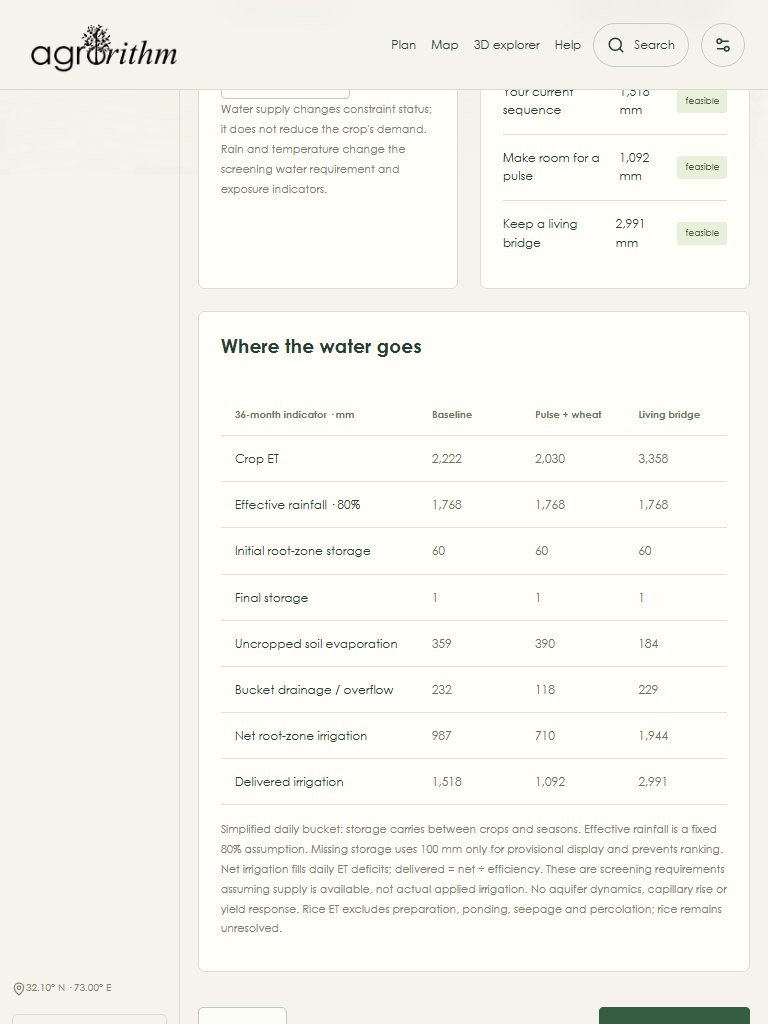 agrorithm
Plan Map 3D explorer Help Search
Water supply changes constraint status;
it does not reduce the crop's demand.
Rain and temperature change the
screening water requirement and
exposure indicators.
Your current
sequence
1,518
mm
feasible
Make room for a
pulse
1,092
mm
feasible
Keep a living
bridge
2,991
mm
feasible
Where the water goes
36-month indicator · mm Baseline Pulse + wheat Living bridge
Crop ET 2,222 2,030 3,358
Effective rainfall · 80% 1,768 1,768 1,768
Initial root-zone storage 60 60 60
Final storage 1 1 1
Uncropped soil evaporation 359 390 184
Bucket drainage / overflow 232 118 229
Net root-zone irrigation 987 710 1,944
Delivered irrigation 1,518 1,092 2,991
Simplified daily bucket: storage carries between crops and seasons. Effective rainfall is a fixed
80% assumption. Missing storage uses 100 mm only for provisional display and prevents ranking.
Net irrigation fills daily ET deficits; delivered = net ÷ efficiency. These are screening requirements
assuming supply is available, not actual applied irrigation. No aquifer dynamics, capillary rise or
yield response. Rice ET excludes preparation, ponding, seepage and percolation; rice remains
unresolved.
32.10° N · 73.00° E